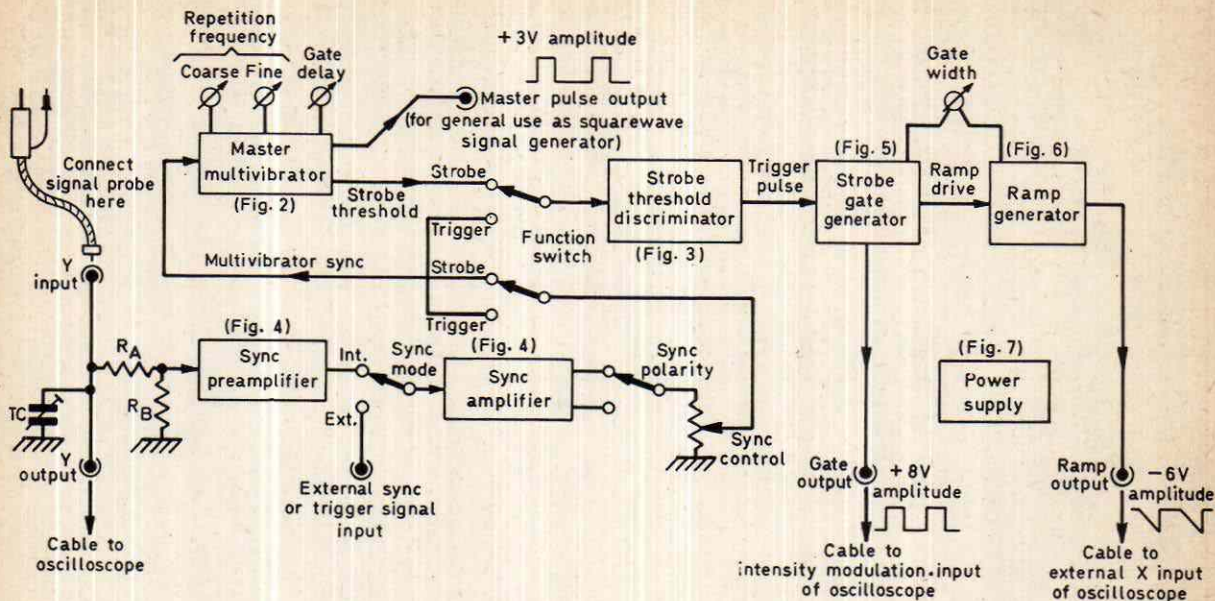 Repetition
frequency
Coarse Fine
Gate
delay
+3V amplitude
Master pulse output
(for general use as squarewave
signal generator)
Gate
width
Connect
signal probe
here
Master
multivibrator
(Fig. 2)
Strobe
threshold
Strobe
Trigger
Function
switch
Strobe
threshold
discriminator
(Fig. 3)
Trigger
pulse
(Fig. 5)
Strobe
gate
generator
Ramp
drive
(Fig. 6)
Ramp
generator
Multivibrator sync
Strobe
Trigger
Y
input
RA
RB
TC
(Fig. 4)
Sync
preamplifier
Int.
Sync
mode
Ext.
(Fig. 4)
Sync
amplifier
Sync
polarity
Sync
control
(Fig. 7)
Power
supply
Y
output
Cable to
oscilloscope
External sync
or trigger signal
input
Gate
output
+8V
amplitude
Cable to
intensity modulation.input
of oscilloscope
Ramp
output
−6V
amplitude
Cable to
external X input
of oscilloscope